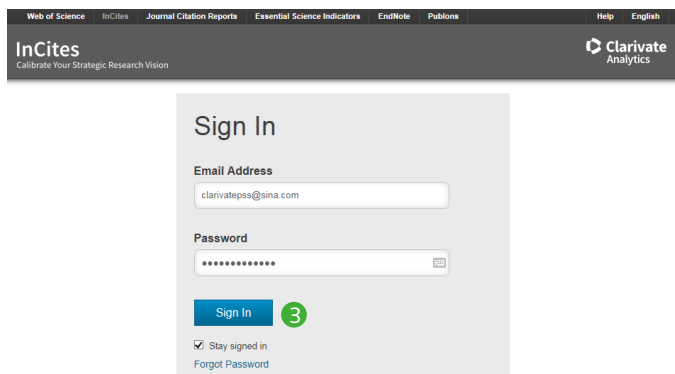 Web of Science InCites Journal Citation Reports Essential Science Indicators EndNote Publons Help English
InCites
Calibrate Your Strategic Research Vision
Clarivate
Analytics
Sign In
Email Address
clarivatepss@sina.com
Password
•••••••••••••
Sign In
3
Stay signed in
Forgot Password